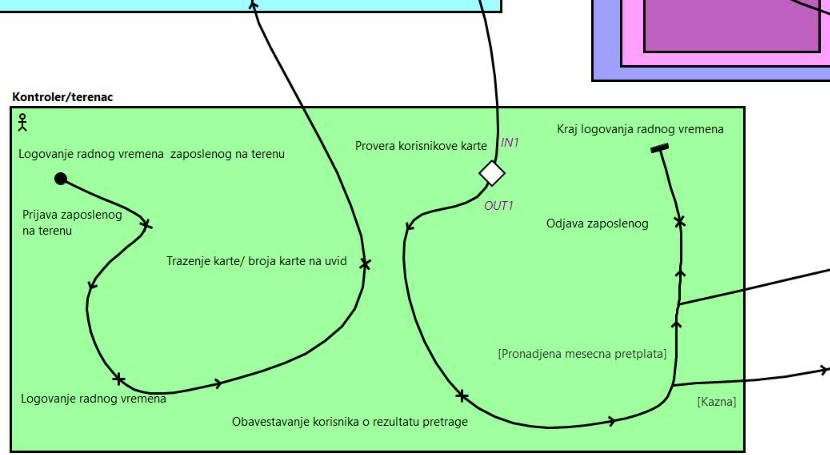 Kontroler/terenac
Kraj logovanja radnog vremena
Provera korisnikove karte
IN1
Logovanje radnog vremena  zaposlenog na terenu
OUT1
Prijava zaposlenog
na terenu
Odjava zaposlenog
Trazenje karte/ broja karte na uvid
[Pronadjena mesecna pretplata]
Logovanje radnog vremena
[Kazna]
Obavestavanje korisnika o rezultatu pretrage